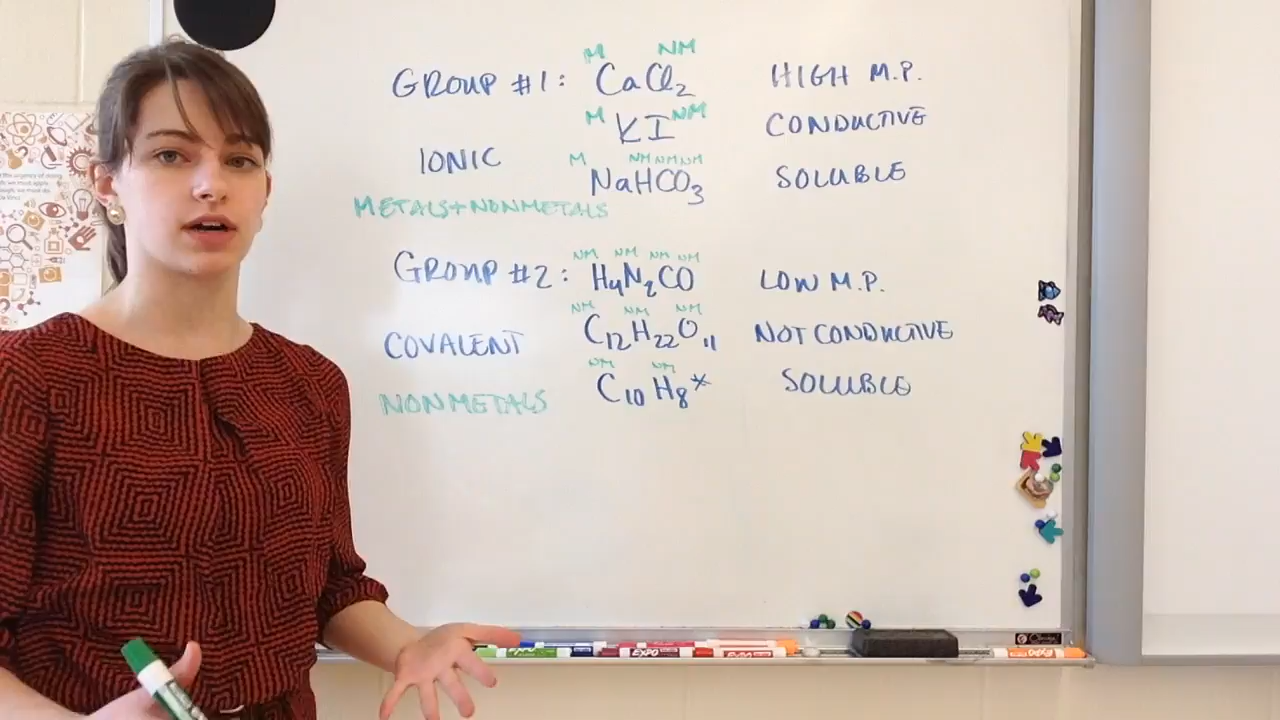 M NM
GROUP #1: CaCl₂ HIGH M.P.
M NM
KI CONDUCTIVE
IONIC
M NM NM NM
NaHCO₃ SOLUBLE
METALS+NONMETALS
NM NM NM NM
GROUP #2: H₄N₂CO LOW M.P.
NM NM NM
COVALENT C₁₂H₂₂O₁₁ NOT CONDUCTIVE
NM NM
NONMETALS C₁₀H₈* SOLUBLE
EXPO
EXPO